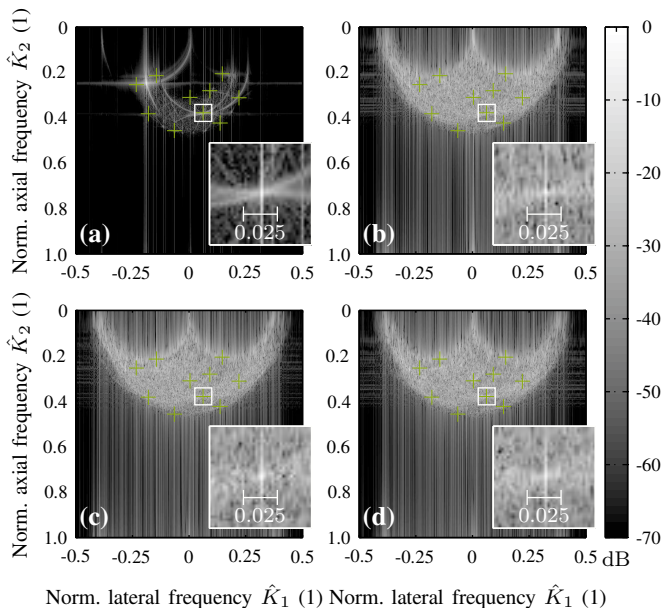 Norm. axial frequency K̂₂ (1)
0
0.2
0.4
0.6
0.8
1.0
-0.5 -0.25 0 0.25 0.5
(a)
0.025
-0.5 -0.25 0 0.25 0.5
(b)
0.025
0
-10
-20
-30
-40
-50
-60
-70
dB
Norm. axial frequency K̂₂ (1)
0
0.2
0.4
0.6
0.8
1.0
-0.5 -0.25 0 0.25 0.5
(c)
0.025
-0.5 -0.25 0 0.25 0.5
(d)
0.025
Norm. lateral frequency K̂₁ (1) Norm. lateral frequency K̂₁ (1)